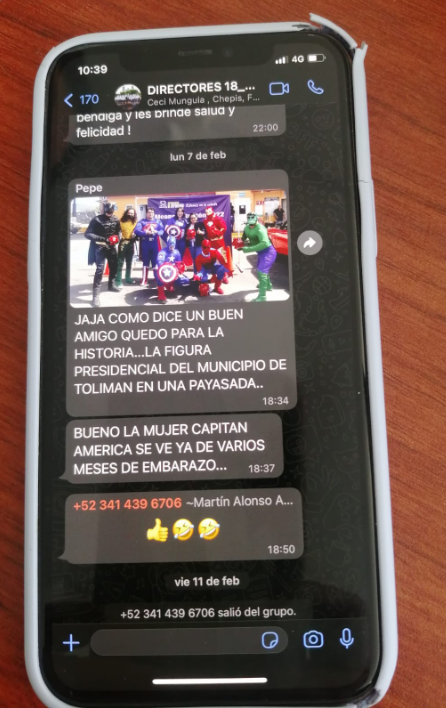 10:39
4G
170
DIRECTORES 18_...
Ceci Munguia , Chepis, F...
bendiga y les brinde salud y
felicidad !
22:00
lun 7 de feb
Pepe
JAJA COMO DICE UN BUEN
AMIGO QUEDO PARA LA
HISTORIA...LA FIGURA
PRESIDENCIAL DEL MUNICIPIO DE
TOLIMAN EN UNA PAYASADA..
18:34
BUENO LA MUJER CAPITAN
AMERICA SE VE YA DE VARIOS
MESES DE EMBARAZO...
18:37
+52 341 439 6706 ~Martín Alonso A...
👍🤣🤣
18:50
vie 11 de feb
+52 341 439 6706 salió del grupo.